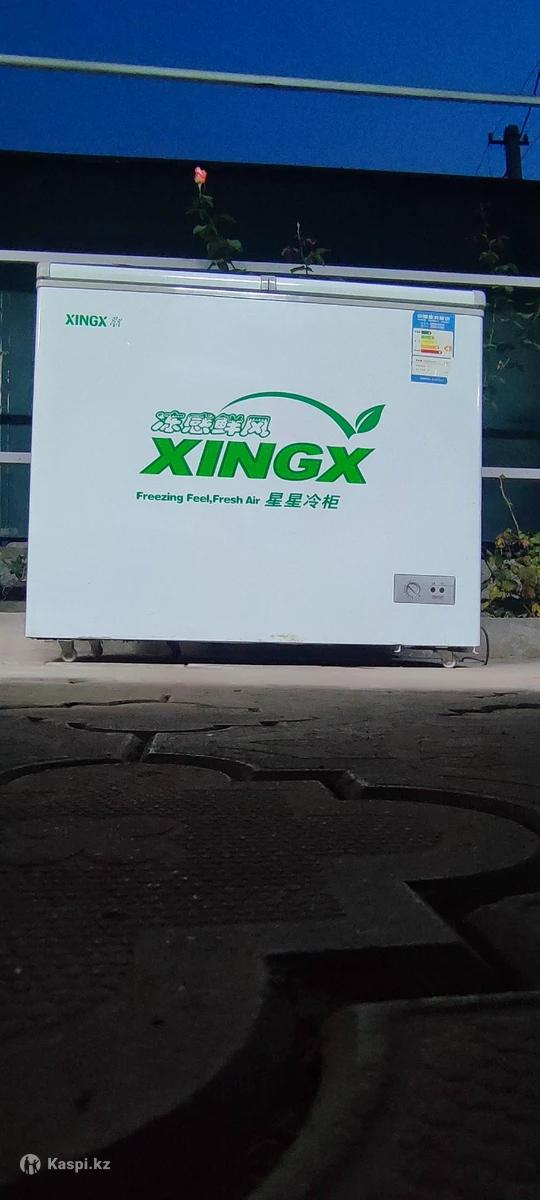 XINGX
冻感鲜风
XINGX
Freezing Feel,Fresh Air 星星冷柜
Kaspi.kz